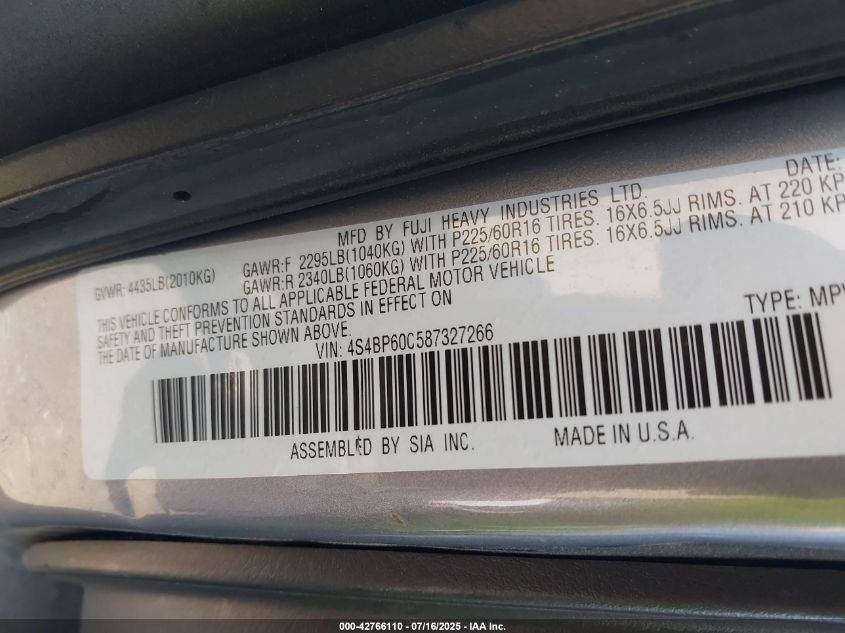 DATE:
MFD BY FUJI HEAVY INDUSTRIES LTD.
GVWR: 4435LB(2010KG) GAWR:F 2295LB(1040KG) WITH P225/60R16 TIRES. 16X6.5JJ RIMS. AT 220 KP
GAWR:R 2340LB(1060KG) WITH P225/60R16 TIRES. 16X6.5JJ RIMS. AT 210 KP
THIS VEHICLE CONFORMS TO ALL APPLICABLE FEDERAL MOTOR VEHICLE
SAFETY AND THEFT PREVENTION STANDARDS IN EFFECT ON
THE DATE OF MANUFACTURE SHOWN ABOVE.
VIN: 4S4BP60C587327266 TYPE: MPV
ASSEMBLED BY SIA INC. MADE IN U.S.A.
000-42766110 - 07/16/2025 - IAA Inc.